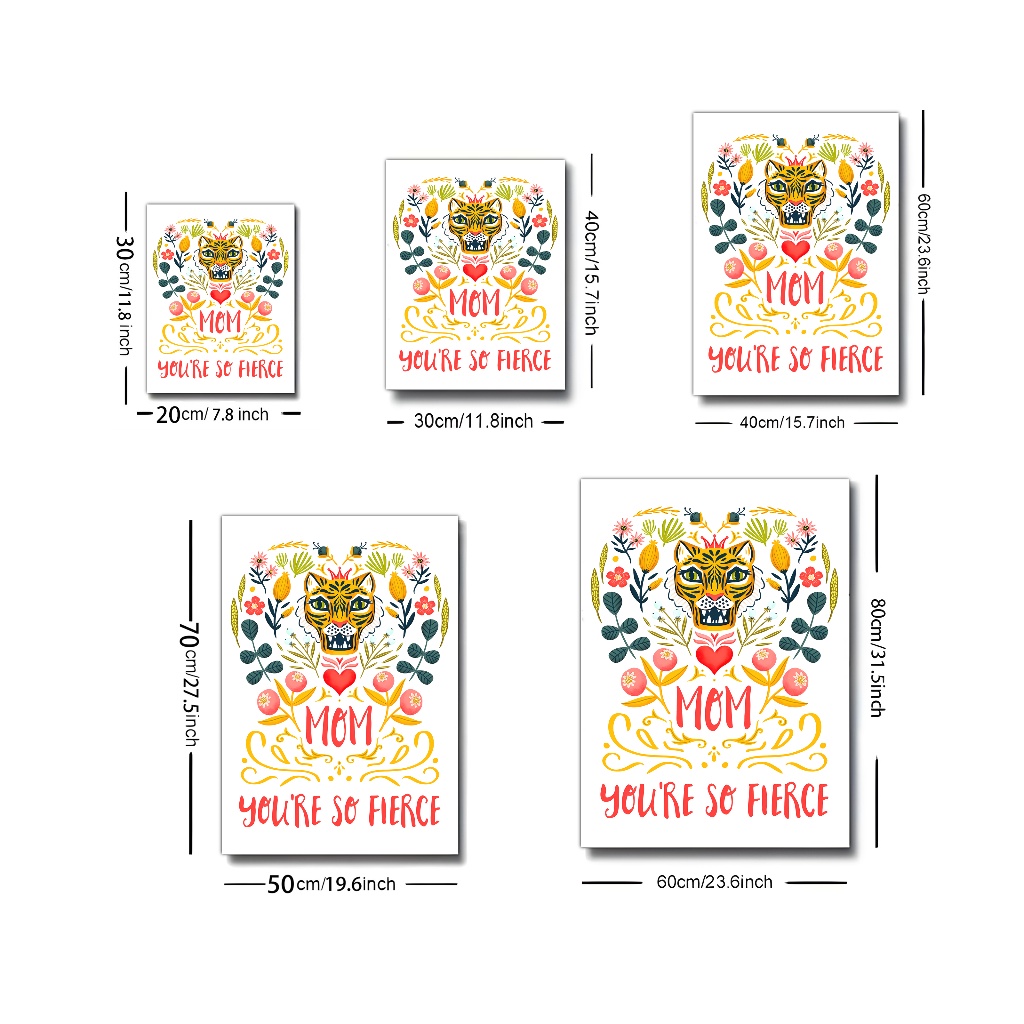 MOM
YOU'RE SO FIERCE
30cm/11.8 inch
20cm/ 7.8 inch
MOM
YOU'RE SO FIERCE
40cm/15.7inch
30cm/11.8inch
MOM
YOU'RE SO FIERCE
60cm/23.6inch
40cm/15.7inch
MOM
YOU'RE SO FIERCE
70cm/27.5inch
50cm/19.6inch
MOM
YOU'RE SO FIERCE
80cm/31.5inch
60cm/23.6inch